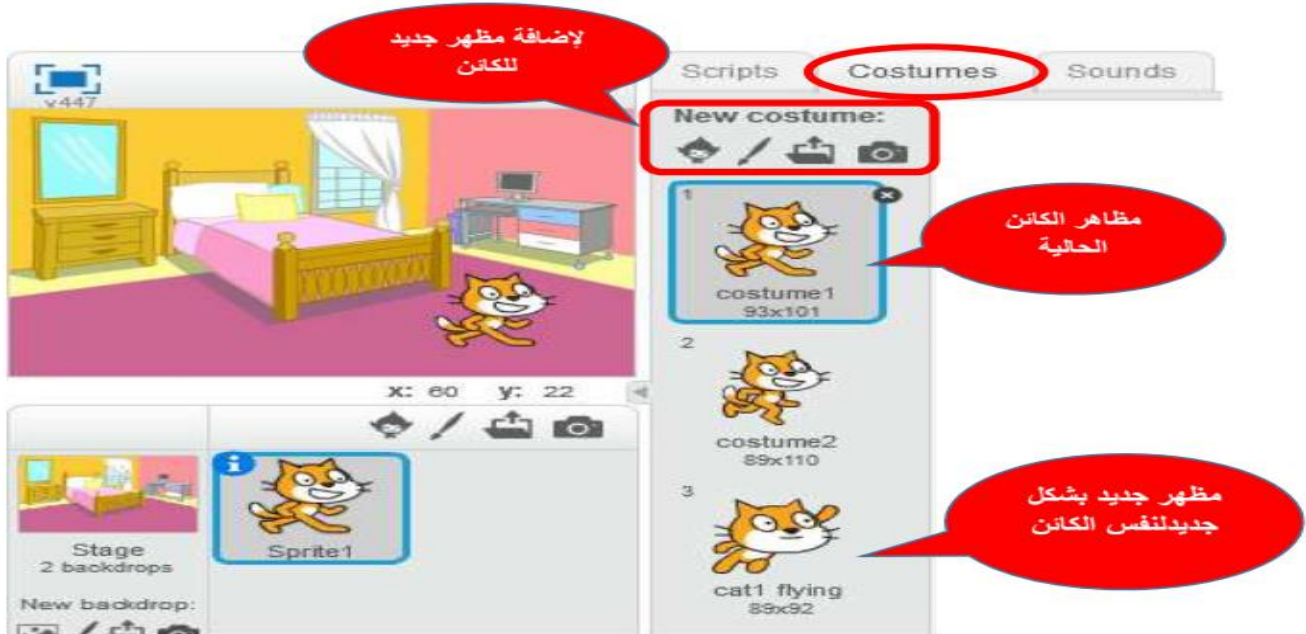 لإضافة مظهر جديد
للكائن
v447
Scripts
Costumes
Sounds
New costume:
1
costume1
93x101
مظاهر الكائن
الحالية
2
costume2
89x110
3
cat1 flying
89x92
مظهر جديد بشكل
جديدلنفس الكائن
x: 60 y: 22
Stage
2 backdrops
Sprite1
New backdrop: